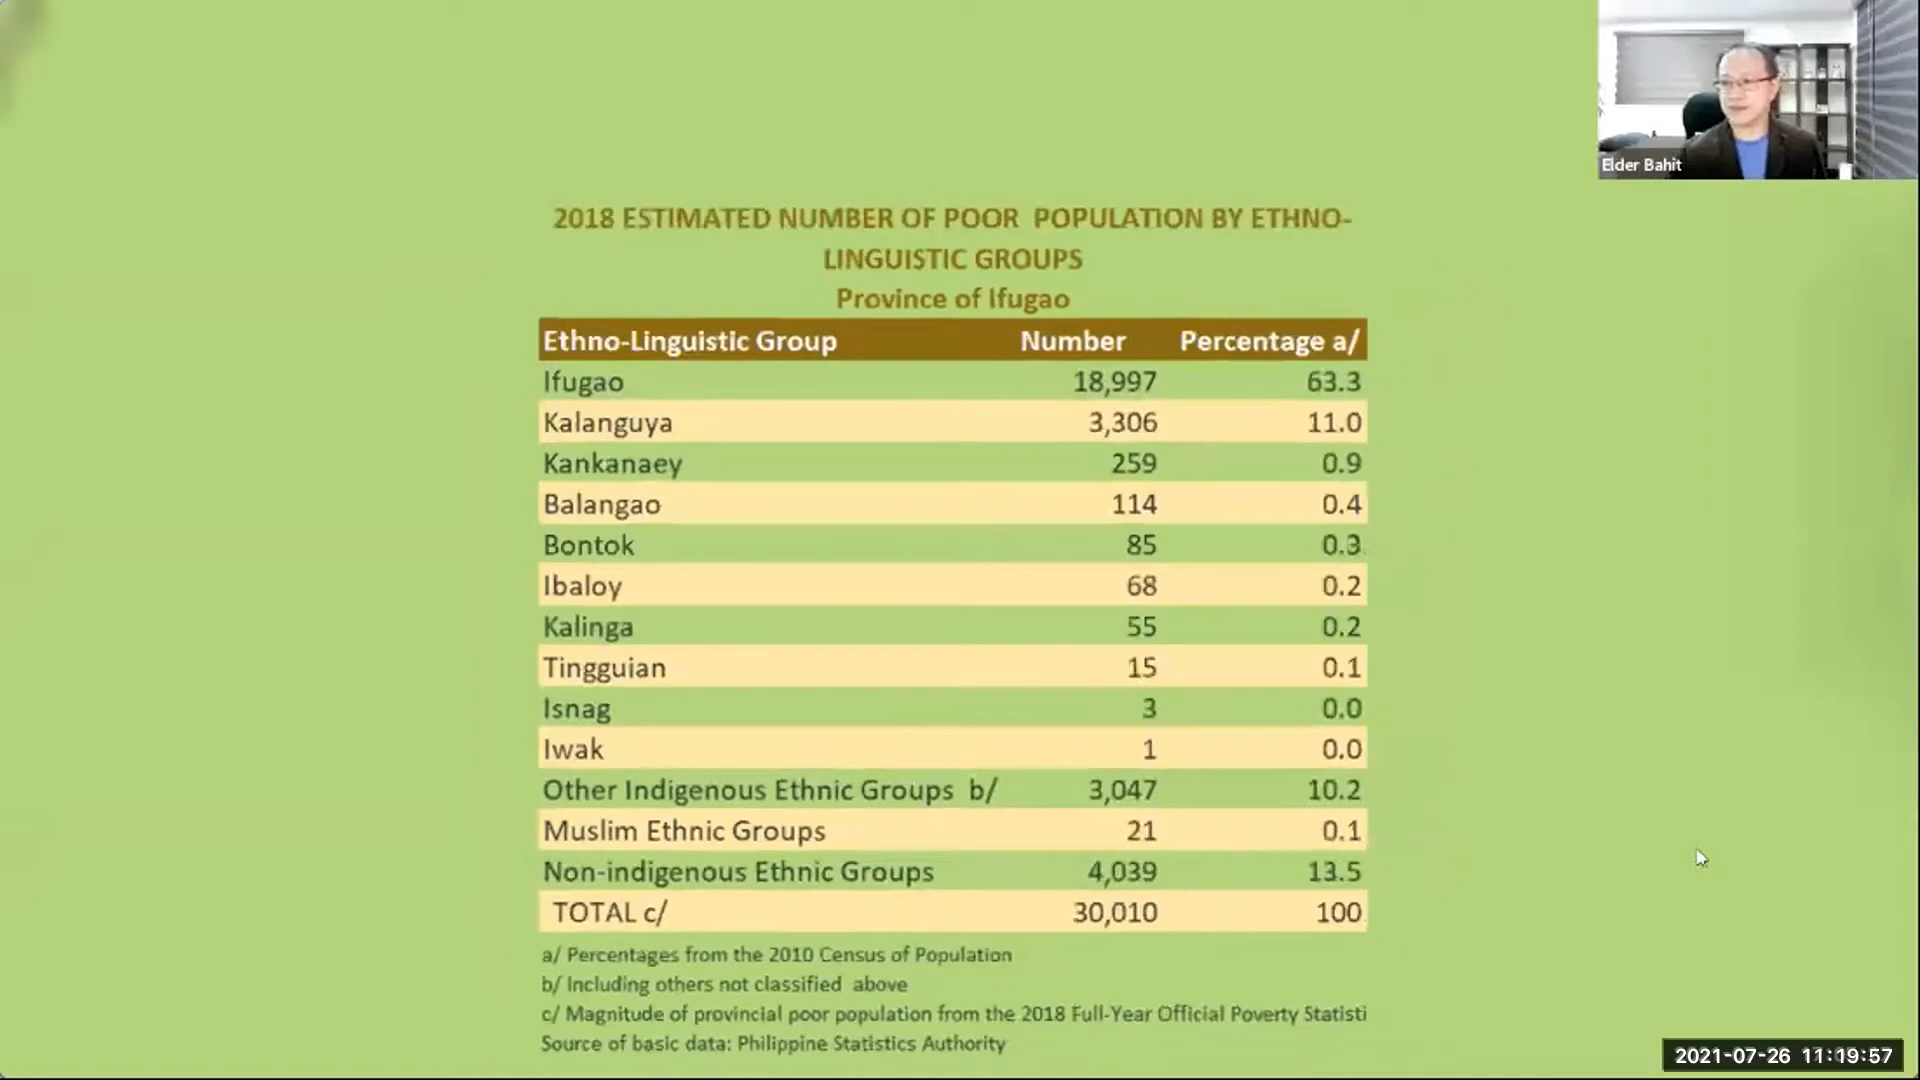 Elder Bahit
2018 ESTIMATED NUMBER OF POOR POPULATION BY ETHNO-
LINGUISTIC GROUPS
Province of Ifugao
Ethno-Linguistic Group Number Percentage a/
Ifugao 18,997 63.3
Kalanguya 3,306 11.0
Kankanaey 259 0.9
Balangao 114 0.4
Bontok 85 0.3
Ibaloy 68 0.2
Kalinga 55 0.2
Tingguian 15 0.1
Isnag 3 0.0
Iwak 1 0.0
Other Indigenous Ethnic Groups b/ 3,047 10.2
Muslim Ethnic Groups 21 0.1
Non-indigenous Ethnic Groups 4,039 13.5
TOTAL c/ 30,010 100
a/ Percentages from the 2010 Census of Population
b/ Including others not classified above
c/ Magnitude of provincial poor population from the 2018 Full-Year Official Poverty Statisti
Source of basic data: Philippine Statistics Authority
2021-07-26 11:19:57